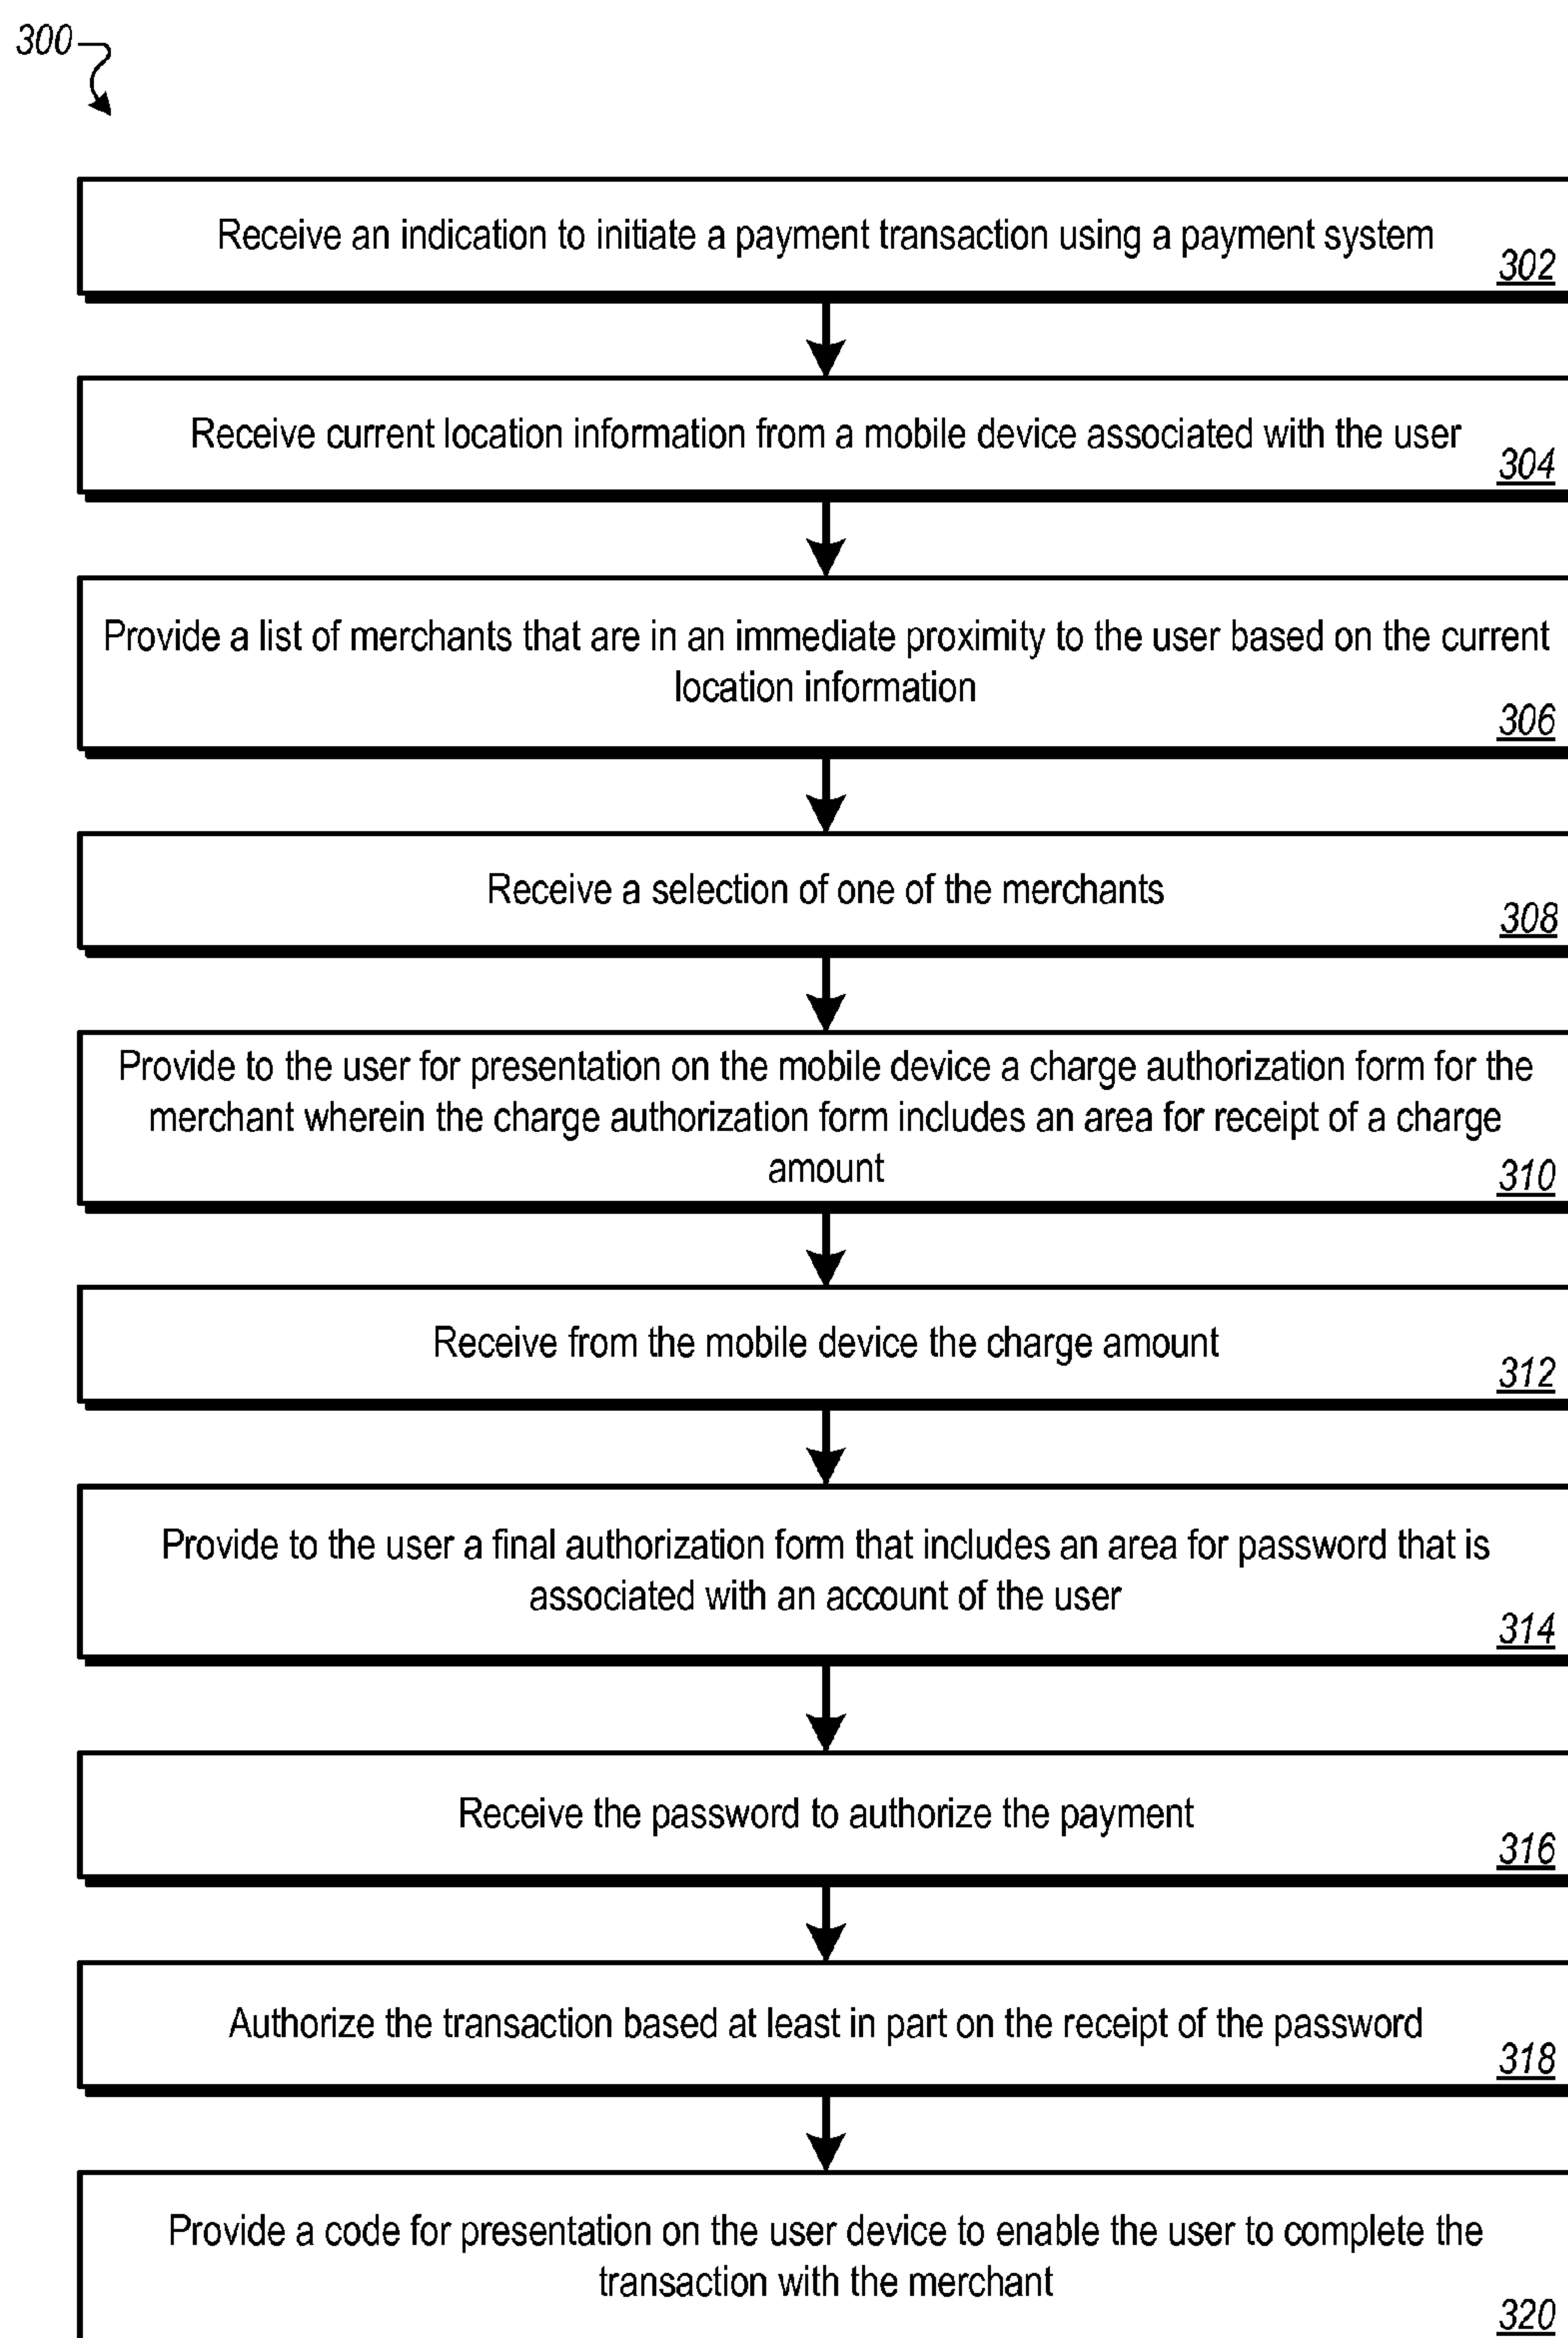 300
Receive an indication to initiate a payment transaction using a payment system
302
Receive current location information from a mobile device associated with the user
304
Provide a list of merchants that are in an immediate proximity to the user based on the current
location information
306
Receive a selection of one of the merchants
308
Provide to the user for presentation on the mobile device a charge authorization form for the
merchant wherein the charge authorization form includes an area for receipt of a charge
amount
310
Receive from the mobile device the charge amount
312
Provide to the user a final authorization form that includes an area for password that is
associated with an account of the user
314
Receive the password to authorize the payment
316
Authorize the transaction based at least in part on the receipt of the password
318
Provide a code for presentation on the user device to enable the user to complete the
transaction with the merchant
320